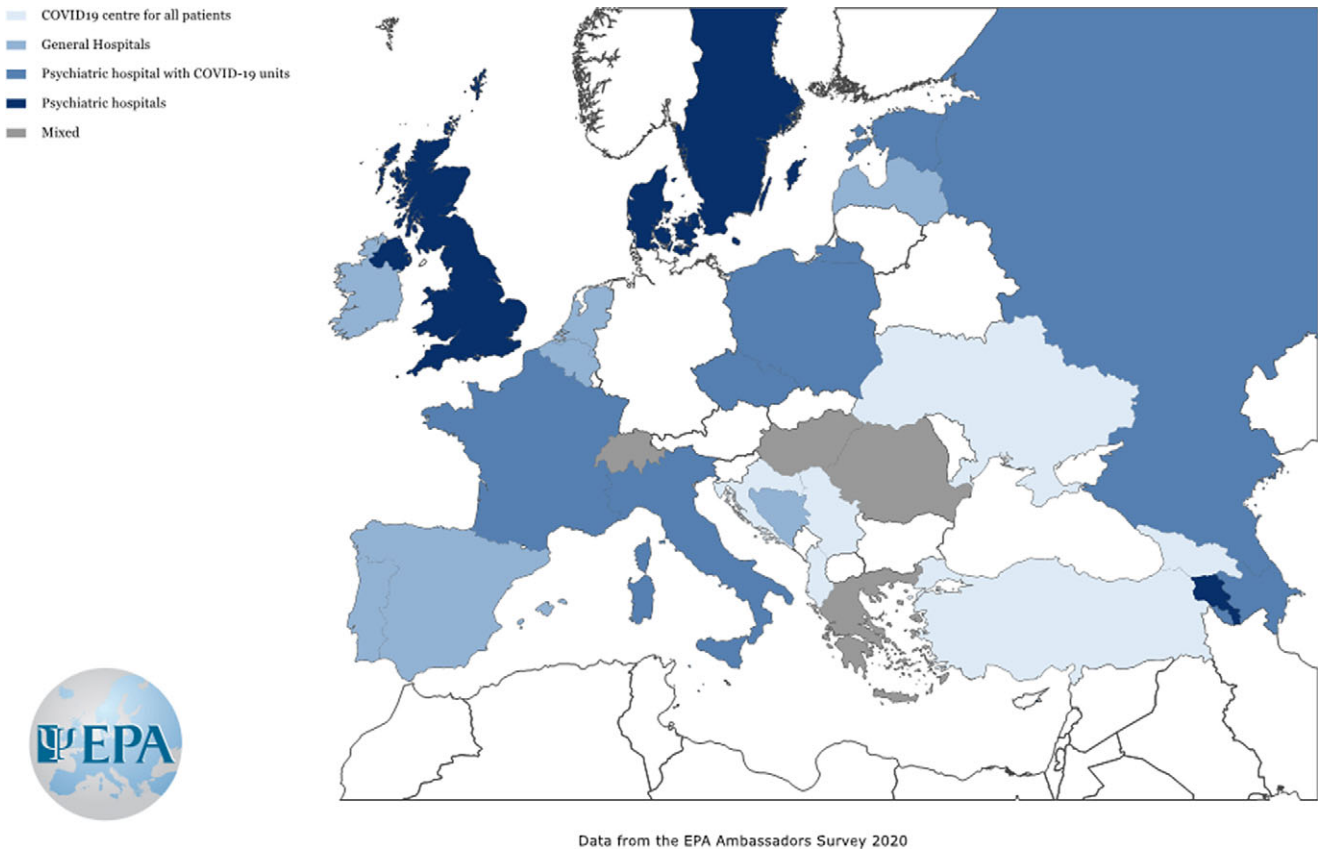 COVID19 centre for all patients
General Hospitals
Psychiatric hospital with COVID-19 units
Psychiatric hospitals
Mixed
ΨEPA
Data from the EPA Ambassadors Survey 2020